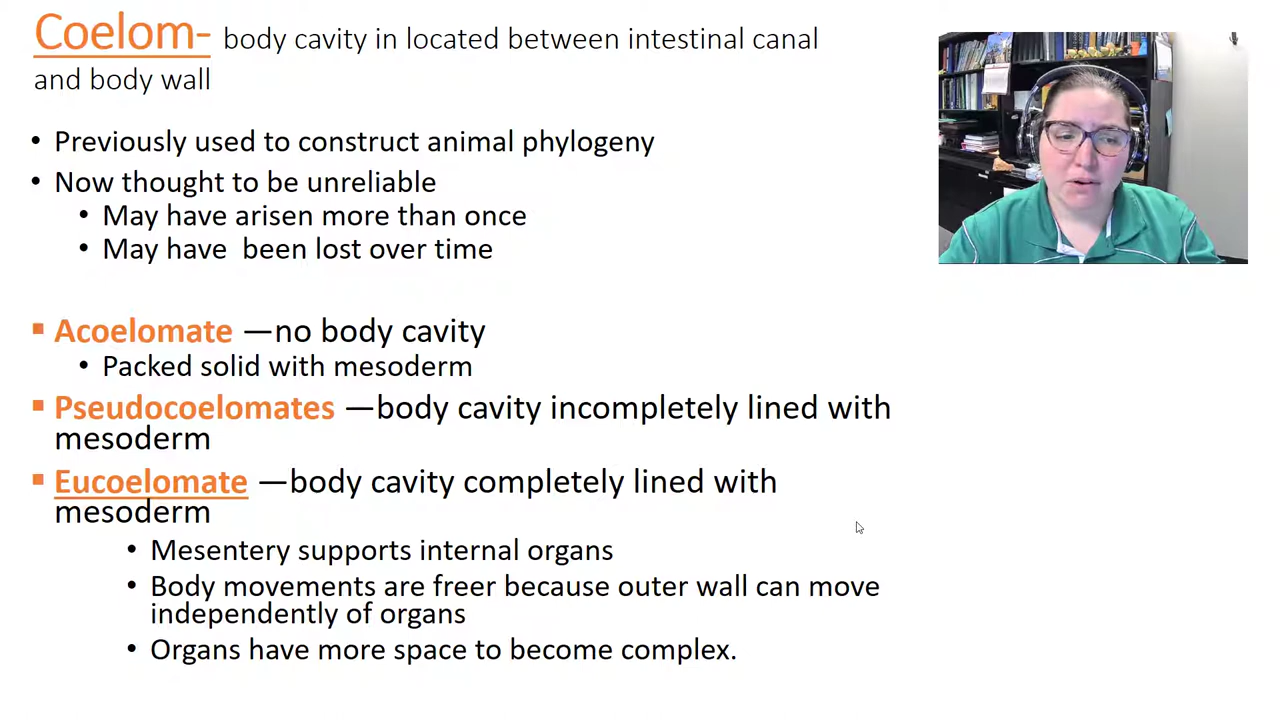 Coelom- body cavity in located between intestinal canal
and body wall
• Previously used to construct animal phylogeny
• Now thought to be unreliable
• May have arisen more than once
• May have been lost over time
▪ Acoelomate —no body cavity
• Packed solid with mesoderm
▪ Pseudocoelomates —body cavity incompletely lined with
mesoderm
▪ Eucoelomate —body cavity completely lined with
mesoderm
• Mesentery supports internal organs
• Body movements are freer because outer wall can move
independently of organs
• Organs have more space to become complex.